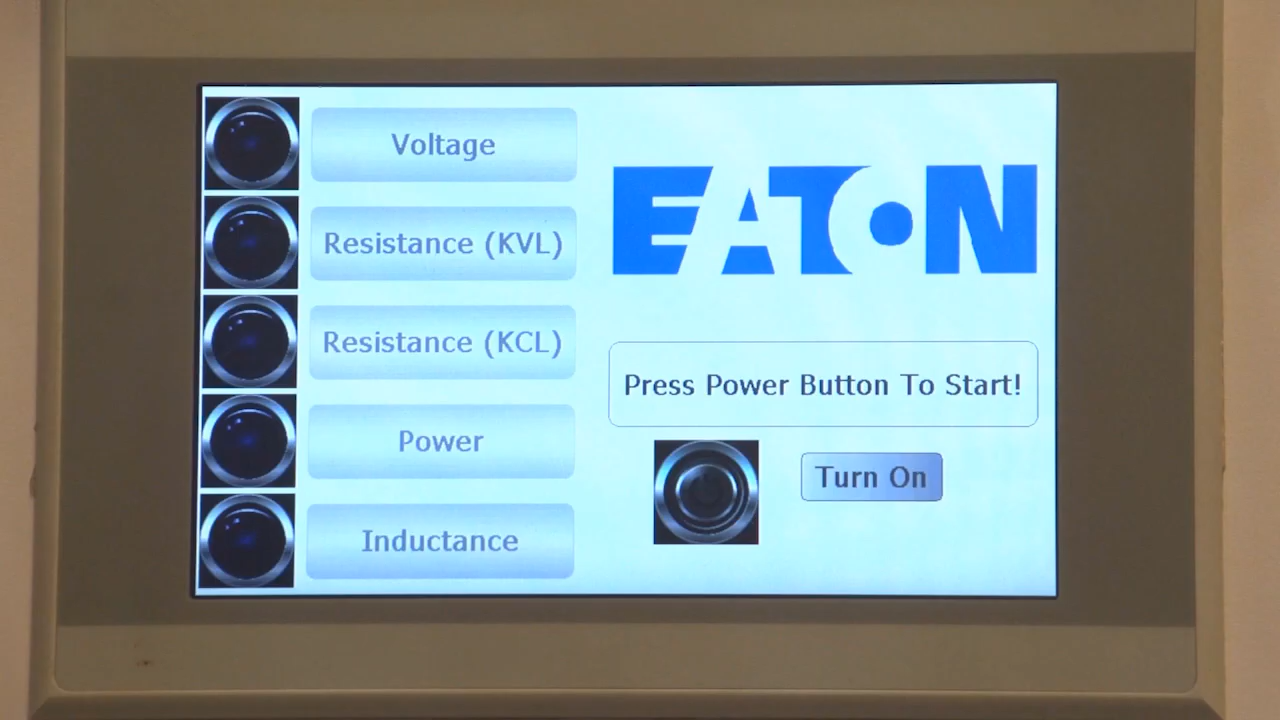 Voltage
Resistance (KVL)
Resistance (KCL)
Power
Inductance
EATON
Press Power Button To Start!
Turn On